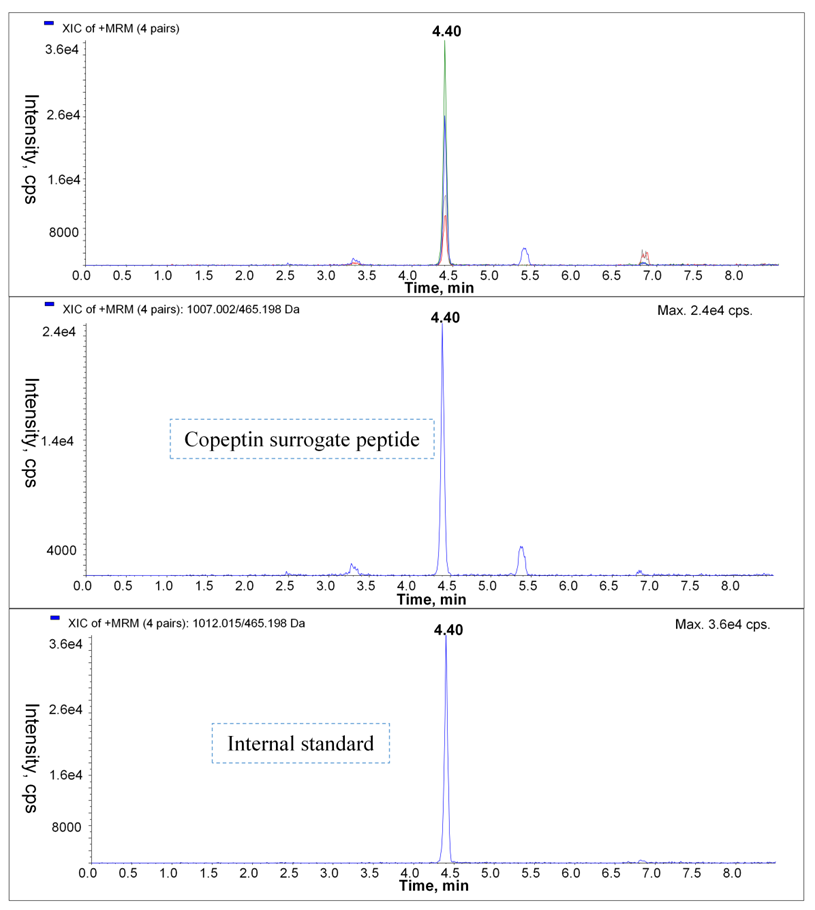 XIC of +MRM (4 pairs)
4.40
3.6e4
2.6e4
1.6e4
8000
Intensity, cps
0.0 0.5 1.0 1.5 2.0 2.5 3.0 3.5 4.0 4.5 5.0 5.5 6.0 6.5 7.0 7.5 8.0
Time, min
XIC of +MRM (4 pairs): 1007.002/465.198 Da
Max. 2.4e4 cps.
4.40
2.4e4
1.4e4
4000
Intensity, cps
Copeptin surrogate peptide
0.0 0.5 1.0 1.5 2.0 2.5 3.0 3.5 4.0 4.5 5.0 5.5 6.0 6.5 7.0 7.5 8.0
Time, min
XIC of +MRM (4 pairs): 1012.015/465.198 Da
Max. 3.6e4 cps.
4.40
3.6e4
2.6e4
1.6e4
8000
Intensity, cps
Internal standard
0.0 0.5 1.0 1.5 2.0 2.5 3.0 3.5 4.0 4.5 5.0 5.5 6.0 6.5 7.0 7.5 8.0
Time, min